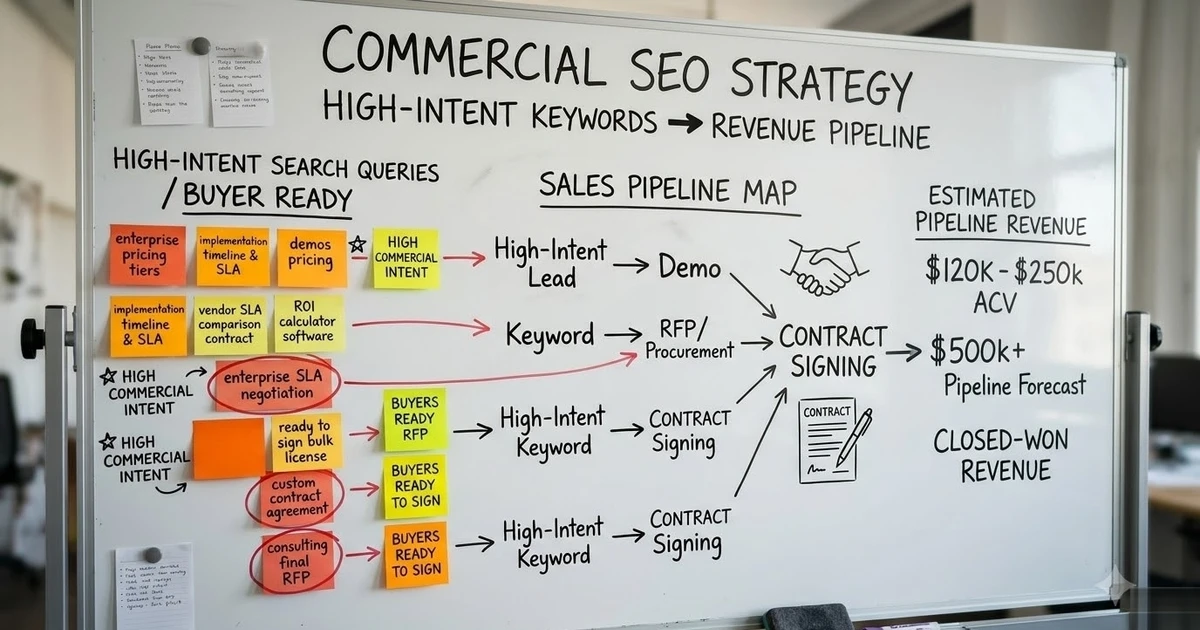 COMMERCIAL SEO STRATEGY
HIGH-INTENT KEYWORDS → REVENUE PIPELINE
HIGH-INTENT SEARCH QUERIES
/ BUYER READY
enterprise
pricing
tiers
implementation
timeline &
SLA
demos
pricing
HIGH
COMMERCIAL
INTENT
implementation
timeline
& SLA
vendor SLA
comparison
contract
ROI
calculator
software
HIGH
COMMERCIAL
INTENT
enterprise SLA
negotiation
HIGH
COMMERCIAL
INTENT
ready to
sign bulk
license
BUYERS
READY
RFP
custom
contract
agreement
BUYERS
READY
TO SIGN
consulting
final
RFP
BUYERS
READY
TO SIGN
SALES PIPELINE MAP
High-Intent
Lead
Demo
Keyword
RFP/
Procurement
High-Intent
Keyword
CONTRACT
Signing
High-Intent
Keyword
CONTRACT
Signing
CONTRACT
SIGNING
CONTRACT
ESTIMATED
PIPELINE REVENUE
$120K-$250k
ACV
$500k+
Pipeline Forecast
CLOSED-WON
REVENUE